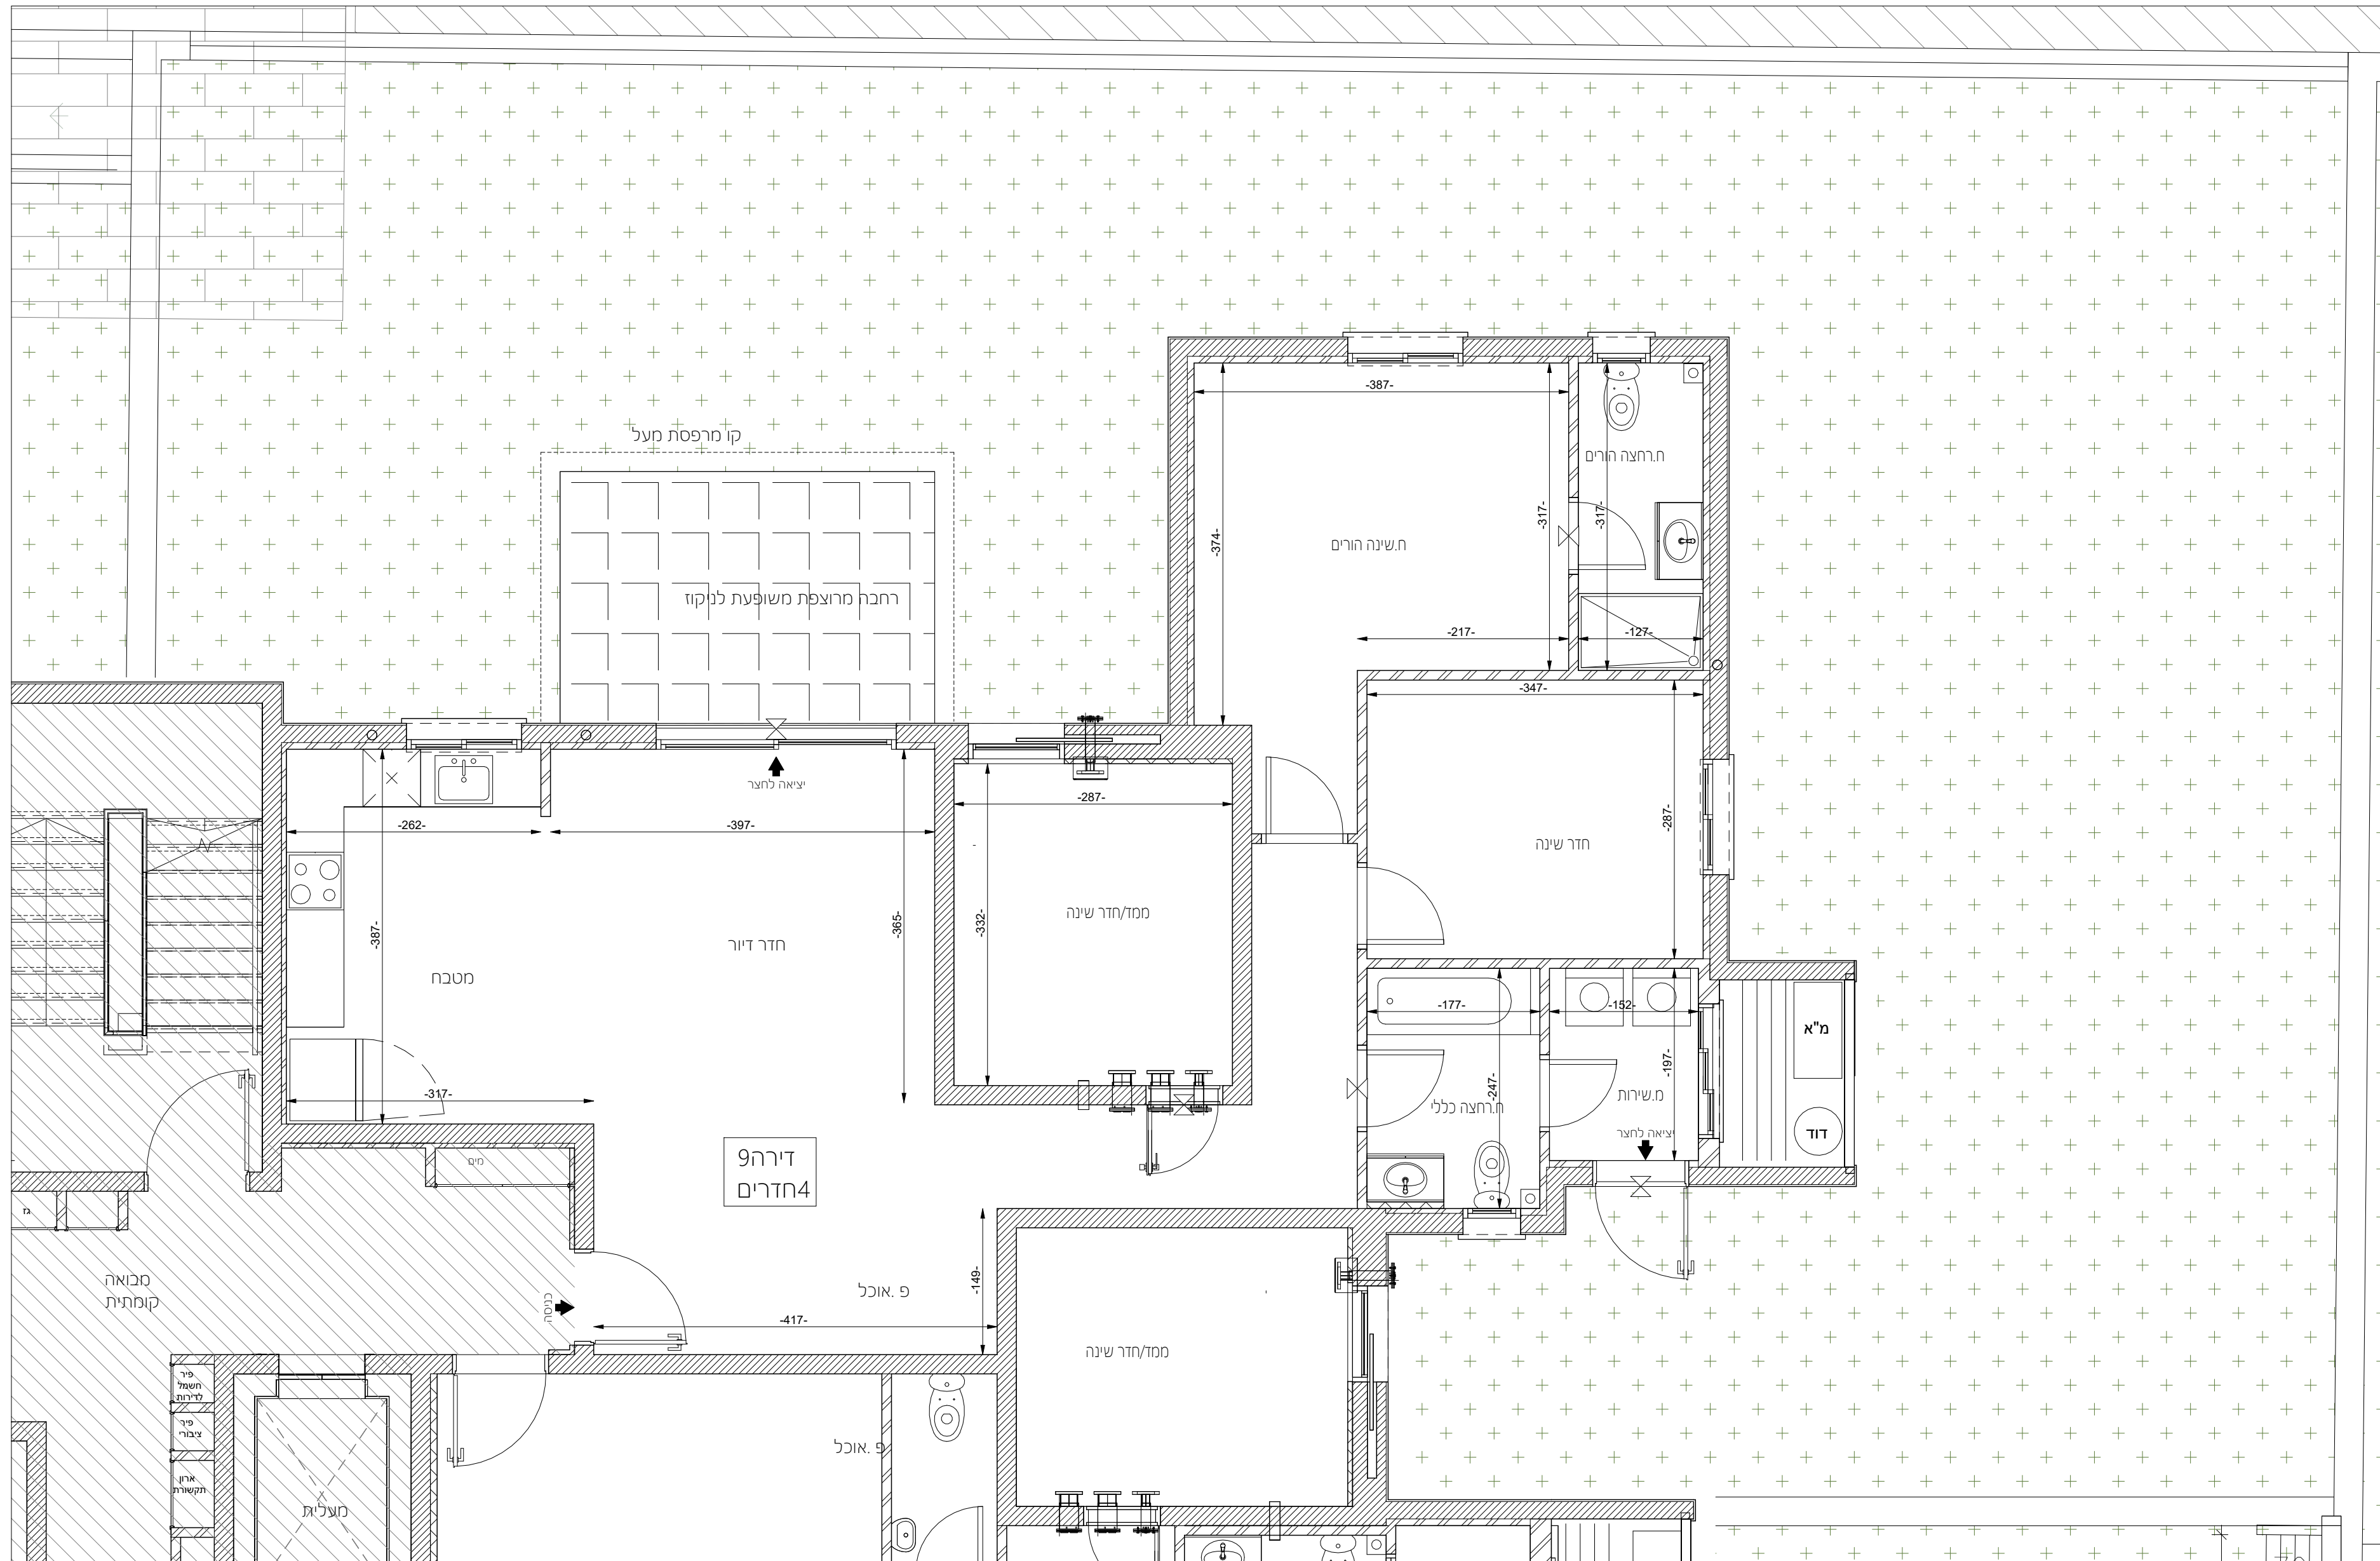 קו מרפסת מעל
-387-
ח.רחצה הורים
-374-
-317-
-317-
ח.שינה הורים
רחבה מרוצפת משופעת לניקוז
-217-
-127-
-347-
יציאה לחצר
-262-
-397-
-287-
-287-
חדר שינה
-387-
-365-
-332-
ממד/חדר שינה
חדר דיור
מטבח
-177-
-152-
מ"א
-317-
-247-
-197-
ח.רחצה כללי
מ.שירות
יציאה לחצר
דוד
דירה9
4חדרים
מים
גז
מבואה
קומתית
כניסה
פ .אוכל
-149-
-417-
ממד/חדר שינה
פיר
חשמל
לדירות
פיר
ציבורי
ארון
תקשורת
מעלית
פ .אוכל